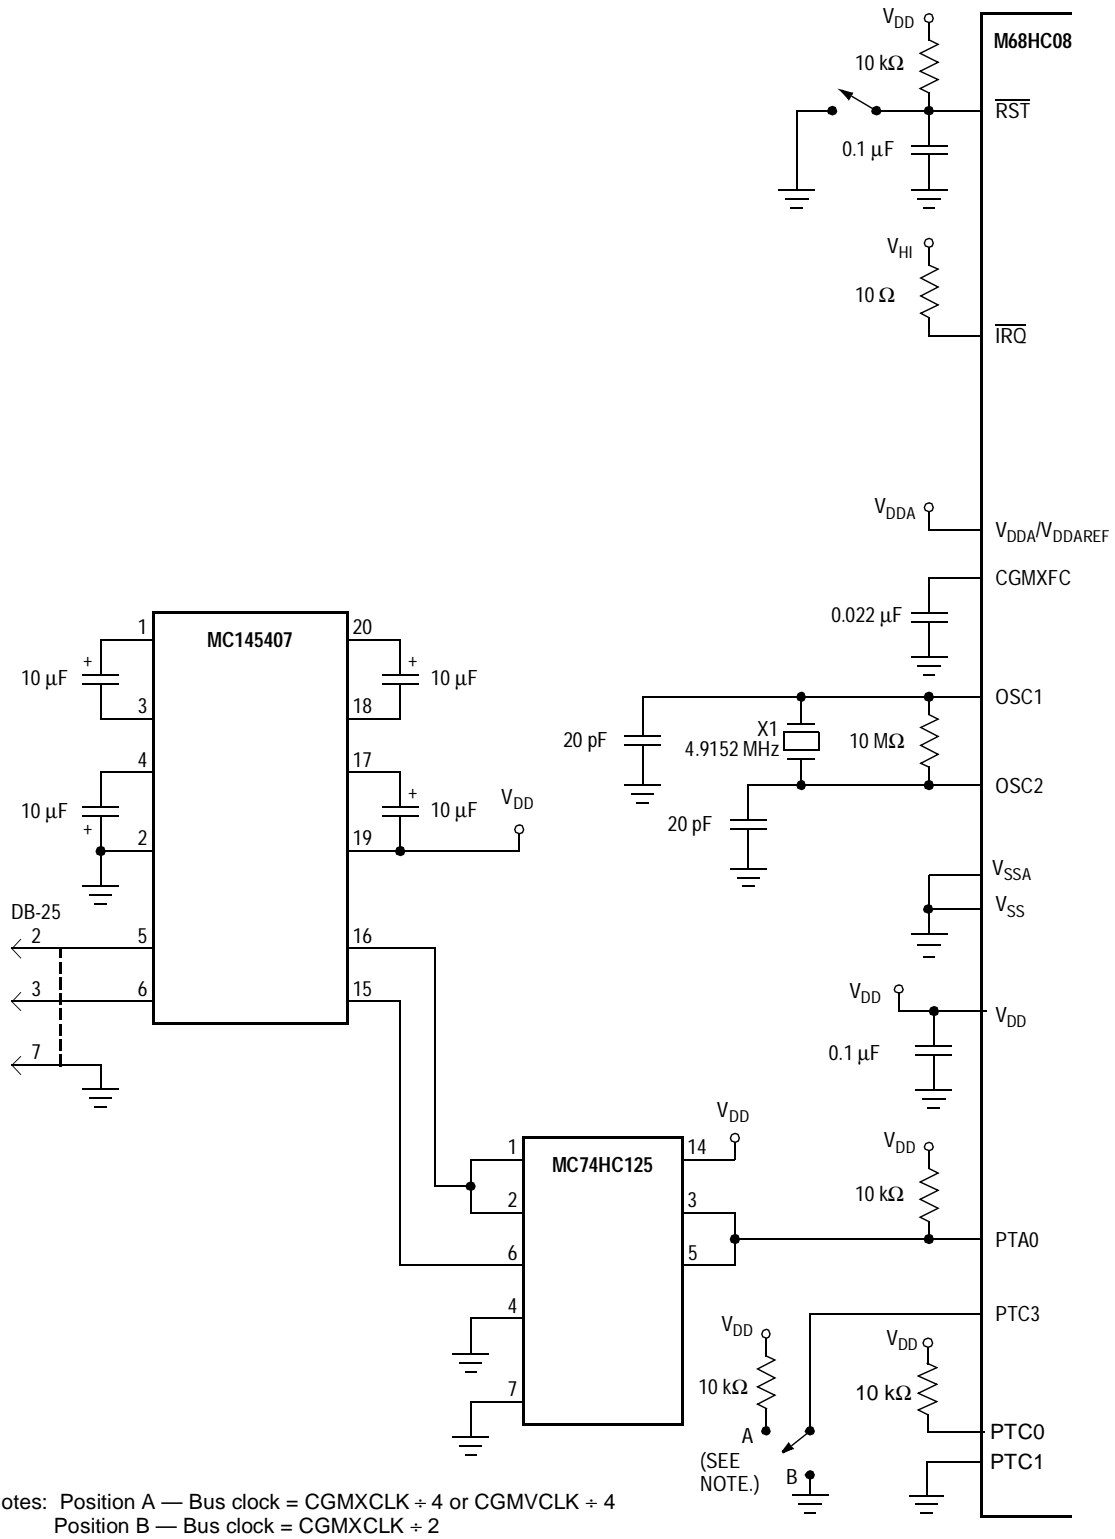 VDD
M68HC08
10 kΩ
RST
0.1 µF
VHI
10 Ω
IRQ
VDDA
VDDA/VDDAREF
CGMXFC
0.022 µF
MC145407
1
20
+
10 µF
+
10 µF
3
18
4
17
10 µF
+
+
10 µF
VDD
2
19
OSC1
20 pF
X1
4.9152 MHz
10 MΩ
OSC2
20 pF
VSSA
VSS
DB-25
2
5
16
3
6
15
7
VDD
VDD
0.1 µF
MC74HC125
VDD
1
14
2
3
6
5
4
7
VDD
10 kΩ
PTA0
PTC3
VDD
10 kΩ
A
(SEE
NOTE.)
B
VDD
10 kΩ
PTC0
PTC1
otes: Position A — Bus clock = CGMXCLK ÷ 4 or CGMVCLK ÷ 4
Position B — Bus clock = CGMXCLK ÷ 2